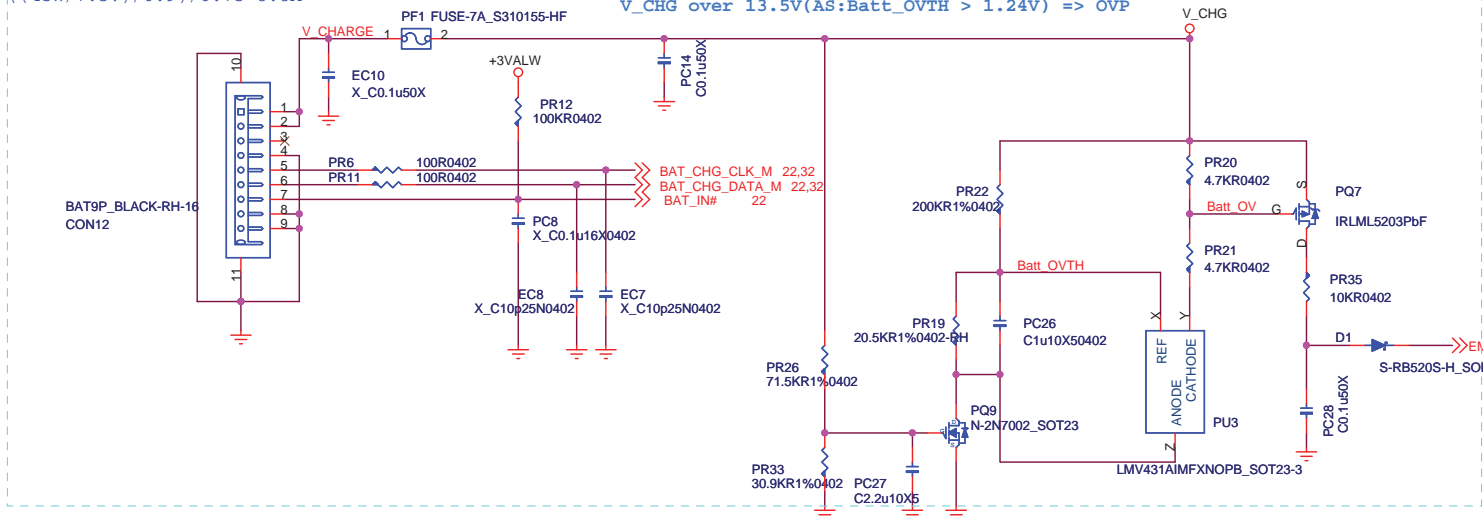 V_CHG over 13.5V(AS:Batt_OVTH > 1.24V) => OVP
PF1 FUSE-7A_S310155-HF
V_CHARGE
1
2
V_CHG
10
EC10
X_C0.1u50X
+3VALW
PR12
100KR0402
PC14
C0.1u50X
1
2
3
4
5
6
7
8
9
PR6
100R0402
PR11
100R0402
BAT_CHG_CLK_M 22,32
BAT_CHG_DATA_M 22,32
BAT_IN# 22
BAT9P_BLACK-RH-16
CON12
11
PC8
X_C0.1u16X0402
EC8
X_C10p25N0402
EC7
X_C10p25N0402
PR20
4.7KR0402
PR22
200KR1%0402
Batt_OV
S
G
D
PQ7
IRLML5203PbF
PR21
4.7KR0402
Batt_OVTH
PR35
10KR0402
PR19
20.5KR1%0402-RH
PC26
C1u10X50402
X
Y
REF
CATHODE
ANODE
Z
PU3
LMV431AIMFXNOPB_SOT23-3
D1
S-RB520S-H_SO
EM
PR26
71.5KR1%0402
PQ9
N-2N7002_SOT23
PC28
C0.1u50X
PR33
30.9KR1%0402
PC27
C2.2u10X5